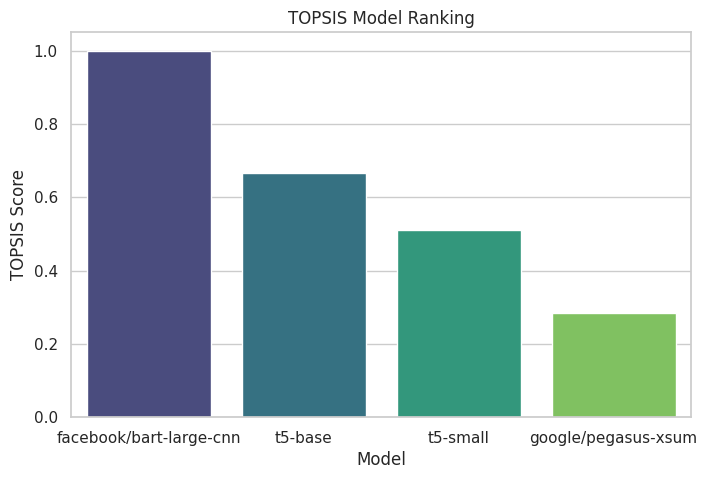 TOPSIS Model Ranking
TOPSIS Score
1.0
0.8
0.6
0.4
0.2
0.0
facebook/bart-large-cnn t5-base t5-small google/pegasus-xsum
Model